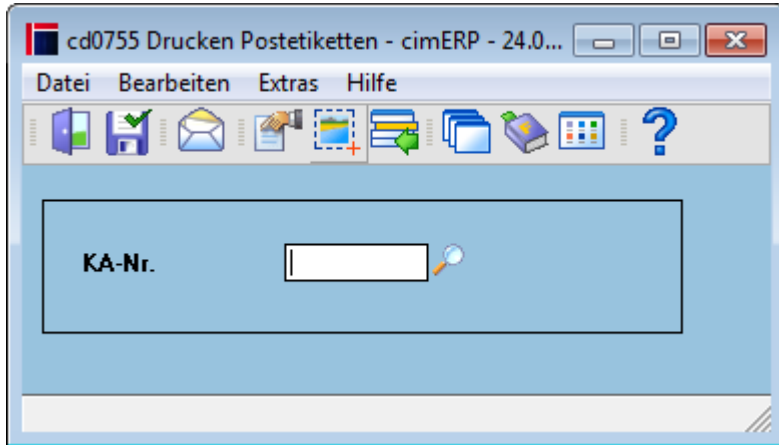 cd0755 Drucken Postetiketten - cimERP - 24.0...
Datei Bearbeiten Extras Hilfe
KA-Nr.